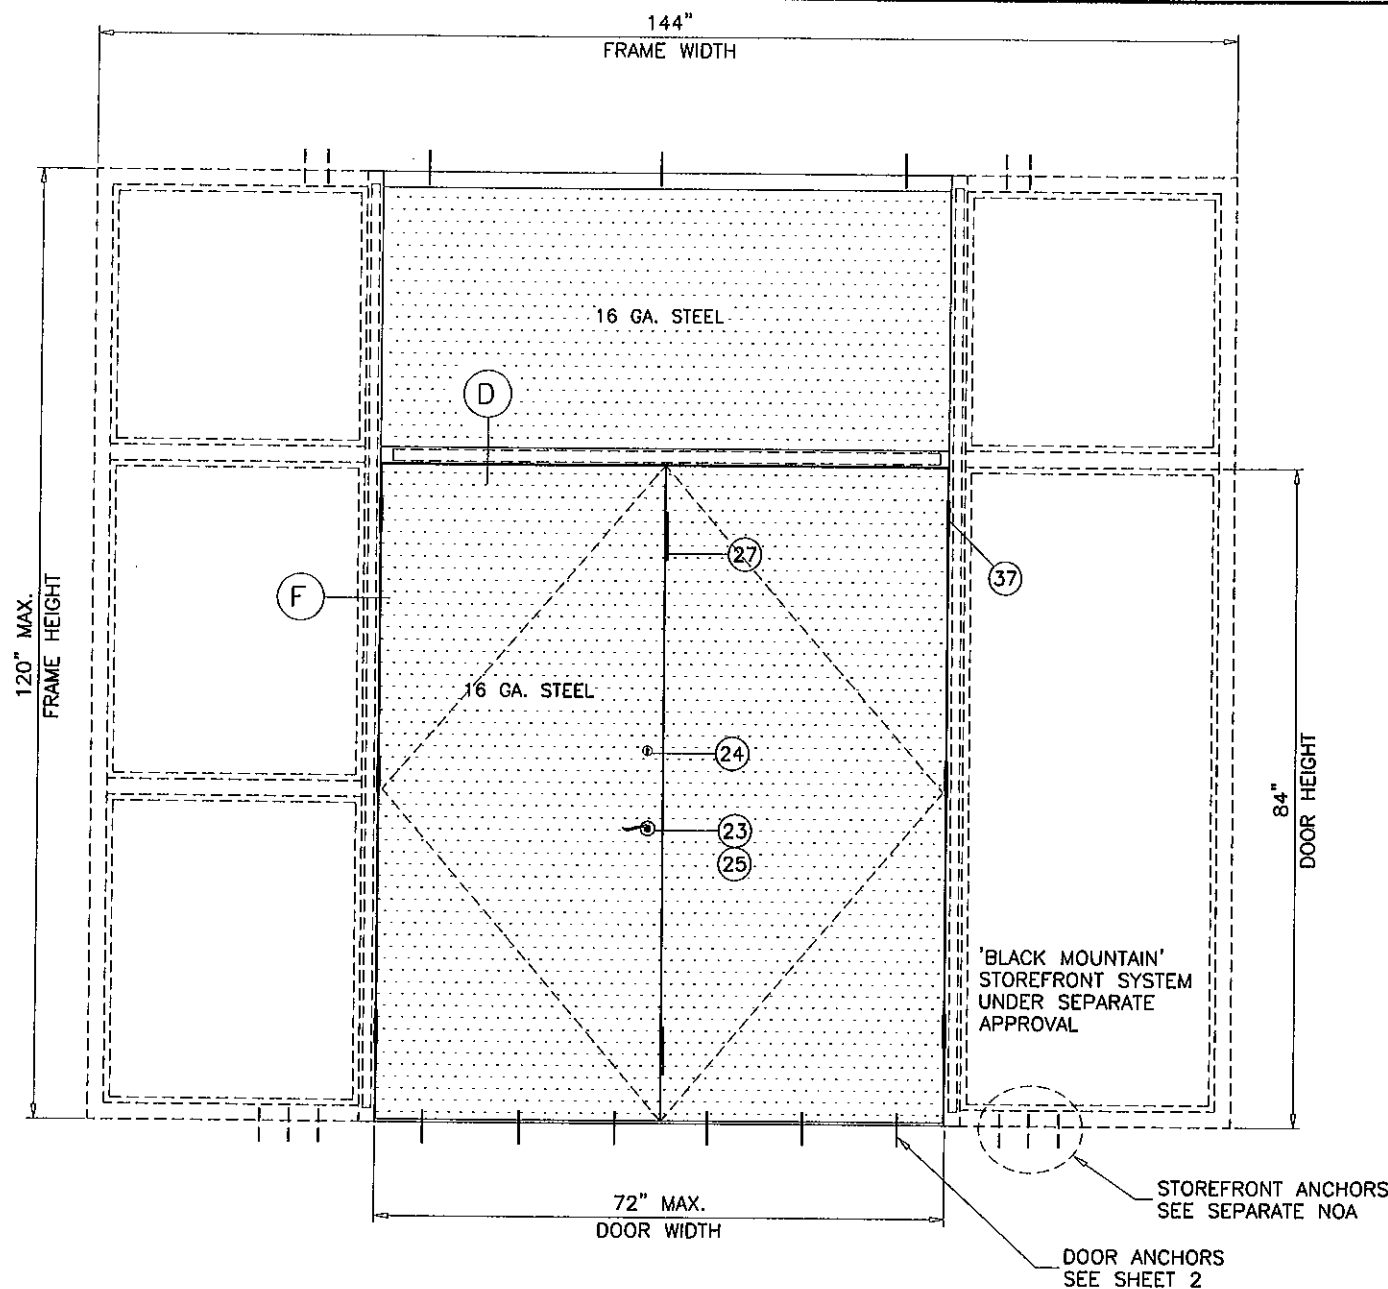 144"
FRAME WIDTH
16 GA. STEEL
D
27
37
F
120" MAX.
FRAME HEIGHT
16 GA. STEEL
24
23
25
84"
DOOR HEIGHT
'BLACK MOUNTAIN'
STOREFRONT SYSTEM
UNDER SEPARATE
APPROVAL
STOREFRONT ANCHORS
SEE SEPARATE NOA
72" MAX.
DOOR WIDTH
DOOR ANCHORS
SEE SHEET 2